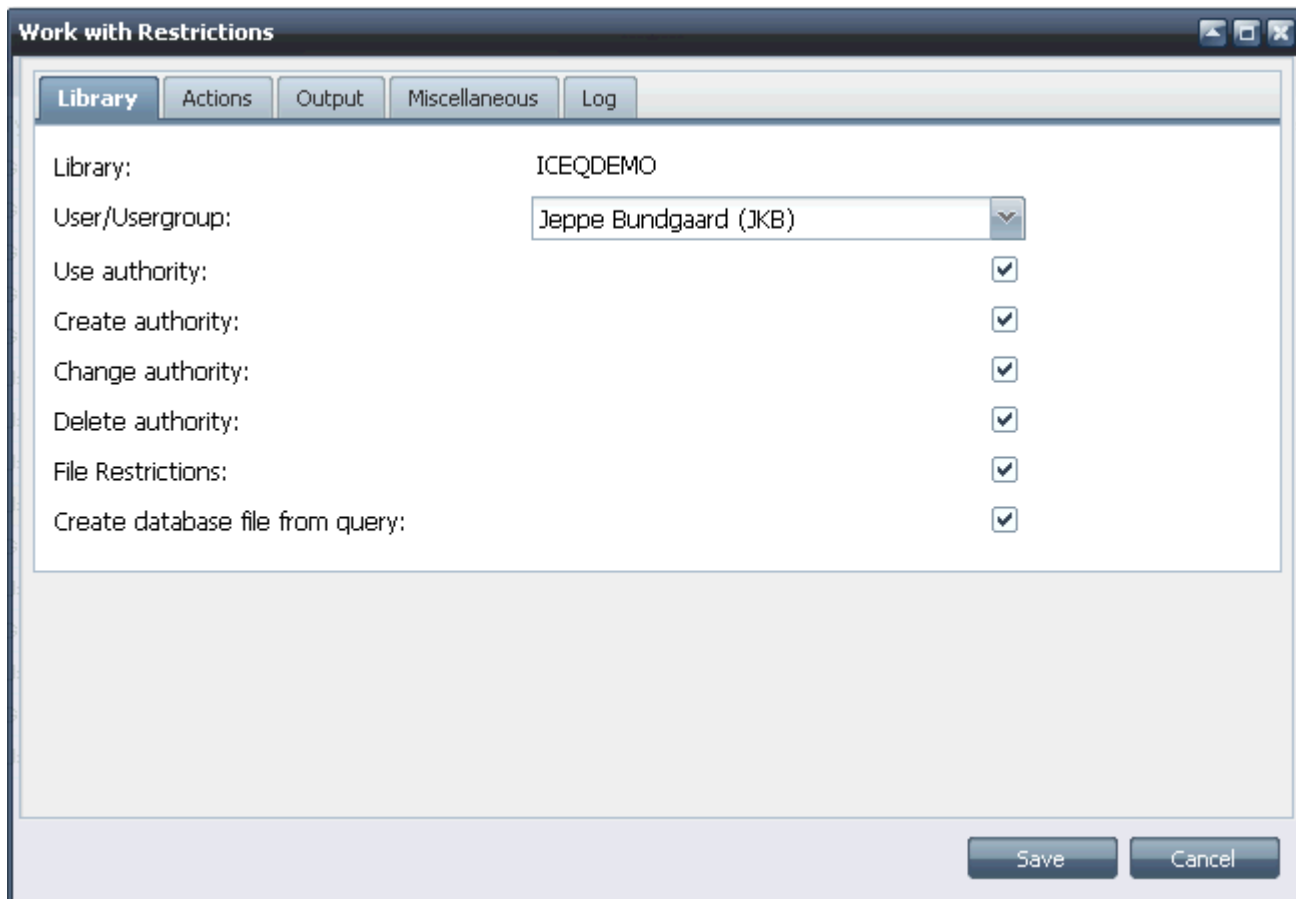 Work with Restrictions
Library Actions Output Miscellaneous Log
Library: ICEQDEMO
User/Usergroup: Jeppe Bundgaard (JKB)
Use authority:
Create authority:
Change authority:
Delete authority:
File Restrictions:
Create database file from query:
Save Cancel